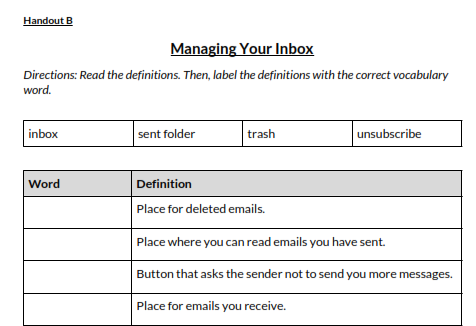 Handout B
Managing Your Inbox
Directions: Read the definitions. Then, label the definitions with the correct vocabulary
word.
inbox sent folder trash unsubscribe
Word Definition
Place for deleted emails.
Place where you can read emails you have sent.
Button that asks the sender not to send you more messages.
Place for emails you receive.